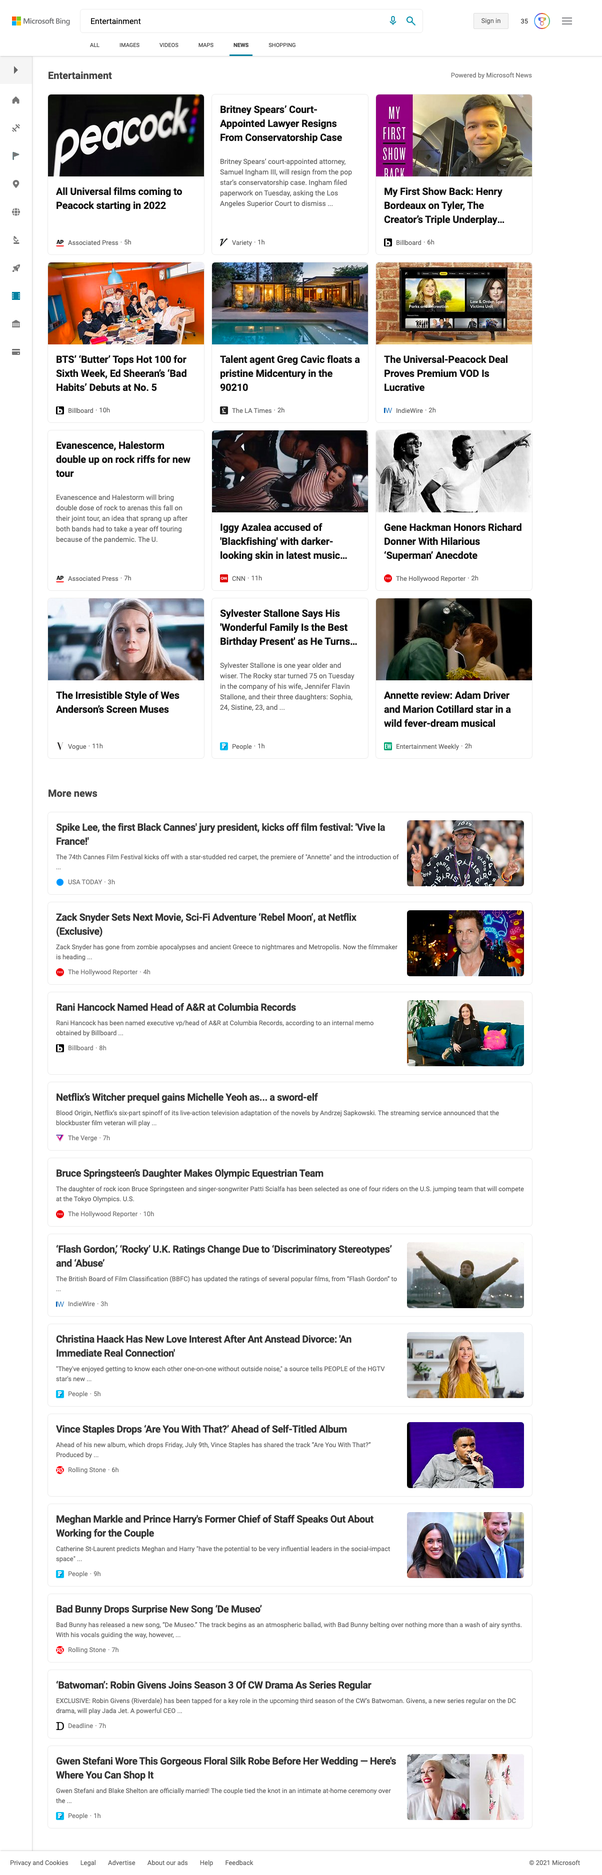 Microsoft Bing
Entertainment
Sign in
35
ALL IMAGES VIDEOS MAPS NEWS SHOPPING
Entertainment
Powered by Microsoft News
peacock
All Universal films coming to
Peacock starting in 2022
AP Associated Press · 5h
Britney Spears' Court-
Appointed Lawyer Resigns
From Conservatorship Case
Britney Spears' court-appointed attorney,
Samuel Ingham III, will resign from the pop
star's conservatorship case. Ingham filed
paperwork on Tuesday, asking the Los
Angeles Superior Court to dismiss ...
Variety · 1h
MY
FIRST
SHOW
BACK
My First Show Back: Henry
Bordeaux on Tyler, The
Creator's Triple Underplay...
Billboard · 6h
BTS' 'Butter' Tops Hot 100 for
Sixth Week, Ed Sheeran's 'Bad
Habits' Debuts at No. 5
Billboard · 10h
Talent agent Greg Cavic floats a
pristine Midcentury in the
90210
The LA Times · 2h
The Universal-Peacock Deal
Proves Premium VOD Is
Lucrative
IW IndieWire · 2h
Evanescence, Halestorm
double up on rock riffs for new
tour
Evanescence and Halestorm will bring
double dose of rock to arenas this fall on
their joint tour, an idea that sprang up after
both bands had to take a year off touring
because of the pandemic. The U.
AP Associated Press · 7h
Iggy Azalea accused of
'Blackfishing' with darker-
looking skin in latest music...
CNN · 11h
Gene Hackman Honors Richard
Donner With Hilarious
'Superman' Anecdote
The Hollywood Reporter · 2h
The Irresistible Style of Wes
Anderson's Screen Muses
Vogue · 11h
Sylvester Stallone Says His
'Wonderful Family Is the Best
Birthday Present' as He Turns...
Sylvester Stallone is one year older and
wiser. The Rocky star turned 75 on Tuesday
in the company of his wife, Jennifer Flavin
Stallone, and their three daughters: Sophia,
24, Sistine, 23, and ...
People · 1h
Annette review: Adam Driver
and Marion Cotillard star in a
wild fever-dream musical
EW Entertainment Weekly · 2h
More news
Spike Lee, the first Black Cannes' jury president, kicks off film festival: 'Vive la
France!'
The 74th Cannes Film Festival kicks off with a star-studded red carpet, the premiere of "Annette" and the introduction of
...
USA TODAY · 3h
Zack Snyder Sets Next Movie, Sci-Fi Adventure 'Rebel Moon', at Netflix
(Exclusive)
Zack Snyder has gone from zombie apocalypses and ancient Greece to nightmares and Metropolis. Now the filmmaker
is heading ...
The Hollywood Reporter · 4h
Rani Hancock Named Head of A&R at Columbia Records
Rani Hancock has been named executive vp/head of A&R at Columbia Records, according to an internal memo
obtained by Billboard ...
Billboard · 8h
Netflix's Witcher prequel gains Michelle Yeoh as... a sword-elf
Blood Origin, Netflix's six-part spinoff of its live-action television adaptation of the novels by Andrzej Sapkowski. The streaming service announced that the
blockbuster film veteran will play ...
The Verge · 7h
Bruce Springsteen's Daughter Makes Olympic Equestrian Team
The daughter of rock icon Bruce Springsteen and singer-songwriter Patti Scialfa has been selected as one of four riders on the U.S. jumping team that will compete
at the Tokyo Olympics. U.S.
The Hollywood Reporter · 10h
'Flash Gordon,' 'Rocky' U.K. Ratings Change Due to 'Discriminatory Stereotypes'
and 'Abuse'
The British Board of Film Classification (BBFC) has updated the ratings of several popular films, from "Flash Gordon" to
...
IW IndieWire · 3h
Christina Haack Has New Love Interest After Ant Anstead Divorce: 'An
Immediate Real Connection'
"They've enjoyed getting to know each other one-on-one without outside noise," a source tells PEOPLE of the HGTV
star's new ...
People · 5h
Vince Staples Drops 'Are You With That?' Ahead of Self-Titled Album
Ahead of his new album, which drops Friday, July 9th, Vince Staples has shared the track "Are You With That?"
Produced by ...
Rolling Stone · 6h
Meghan Markle and Prince Harry's Former Chief of Staff Speaks Out About
Working for the Couple
Catherine St-Laurent predicts Meghan and Harry "have the potential to be very influential leaders in the social-impact
space" ...
People · 9h
Bad Bunny Drops Surprise New Song 'De Museo'
Bad Bunny has released a new song, "De Museo." The track begins as an atmospheric ballad, with Bad Bunny belting over nothing more than a wash of airy synths.
With his vocals guiding the way, however, ...
Rolling Stone · 7h
'Batwoman': Robin Givens Joins Season 3 Of CW Drama As Series Regular
EXCLUSIVE: Robin Givens (Riverdale) has been tapped for a key role in the upcoming third season of the CW's Batwoman. Givens, a new series regular on the DC
drama, will play Jada Jet. A powerful CEO ...
Deadline · 7h
Gwen Stefani Wore This Gorgeous Floral Silk Robe Before Her Wedding — Here's
Where You Can Shop It
Gwen Stefani and Blake Shelton are officially married! The couple tied the knot in an intimate at-home ceremony over
the ...
People · 1h
Privacy and Cookies Legal Advertise About our ads Help Feedback
© 2021 Microsoft